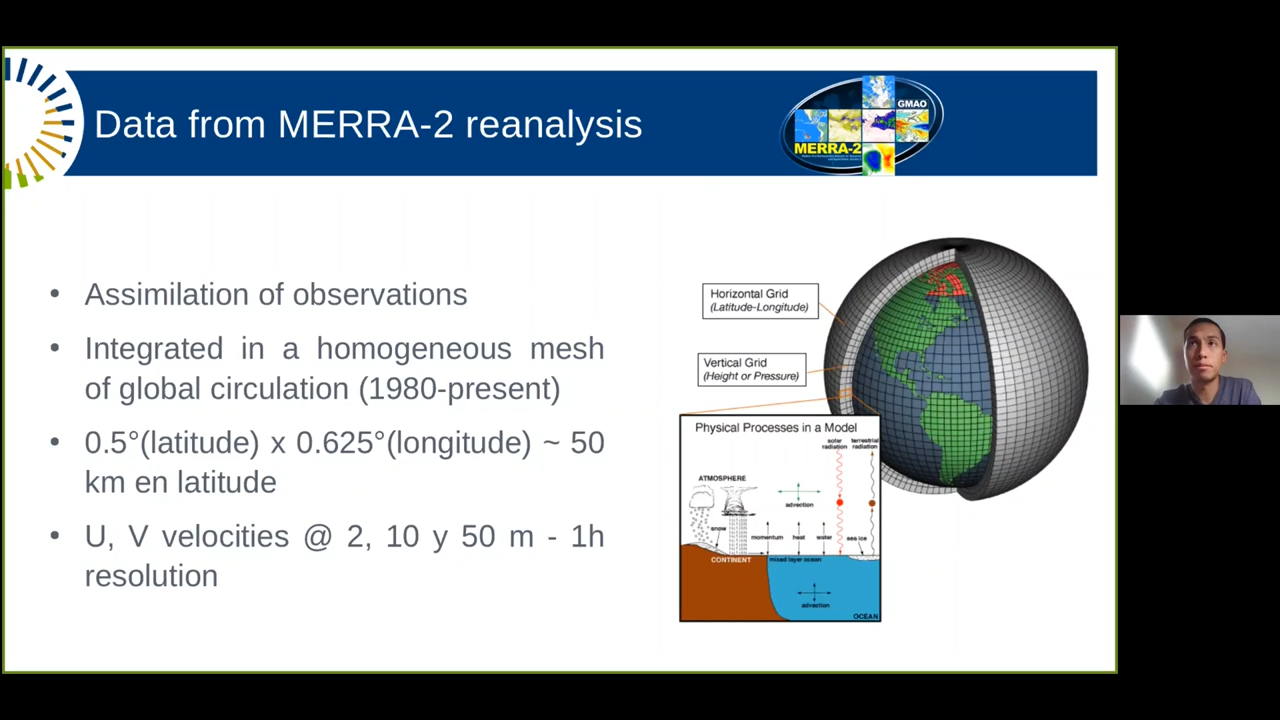 Data from MERRA-2 reanalysis
GMAO
MERRA-2
• Assimilation of observations
• Integrated in a homogeneous mesh
of global circulation (1980-present)
• 0.5°(latitude) x 0.625°(longitude) ~ 50
km en latitude
• U, V velocities @ 2, 10 y 50 m - 1h
resolution
Horizontal Grid
(Latitude-Longitude)
Vertical Grid
(Height or Pressure)
Physical Processes in a Model
solar
radiation
terrestrial
radiation
ATMOSPHERE
advection
snow
momentum
heat
water
sea ice
CONTINENT
mixed layer ocean
advection
OCEAN